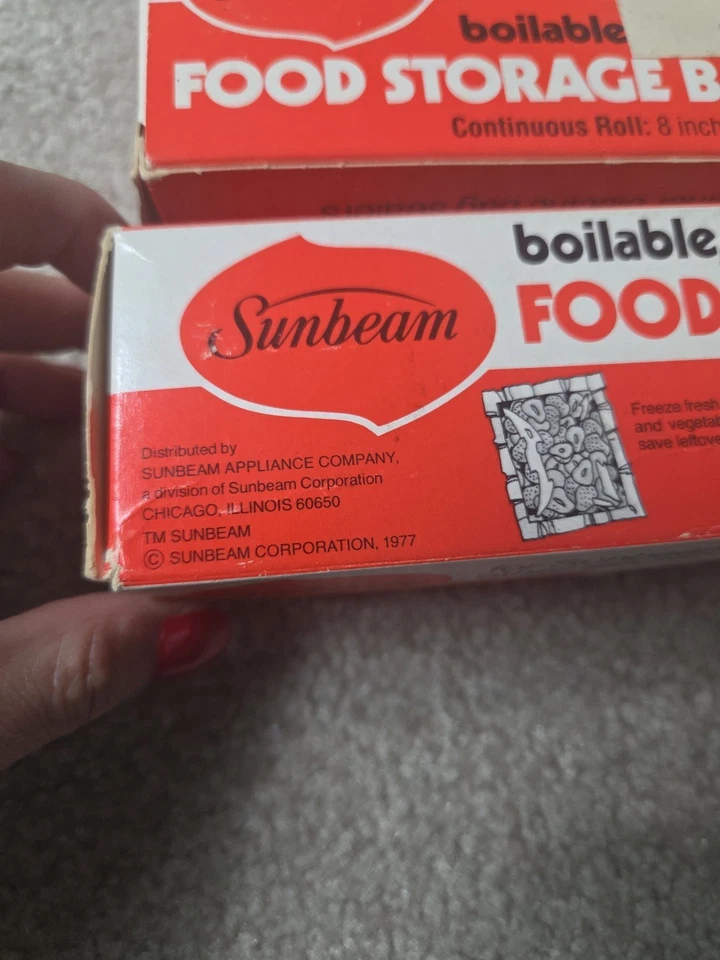 boilable
FOOD STORAGE B
Continuous Roll: 8 inch
boilable
FOOD
Sunbeam
Freeze fresh
and vegetab
save leftove
Distributed by
SUNBEAM APPLIANCE COMPANY,
a division of Sunbeam Corporation
CHICAGO, ILLINOIS 60650
TM SUNBEAM
© SUNBEAM CORPORATION, 1977